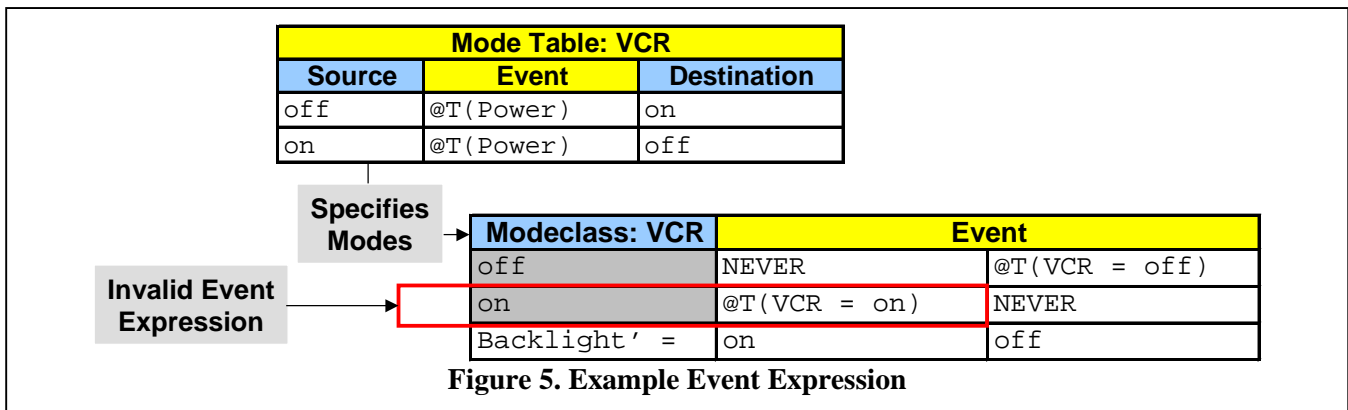 Mode Table: VCR
Source Event Destination
off @T(Power) on
on @T(Power) off
Specifies
Modes
Modeclass: VCR Event
off NEVER @T(VCR = off)
Invalid Event
Expression
on @T(VCR = on) NEVER
Backlight’ = on off
Figure 5. Example Event Expression